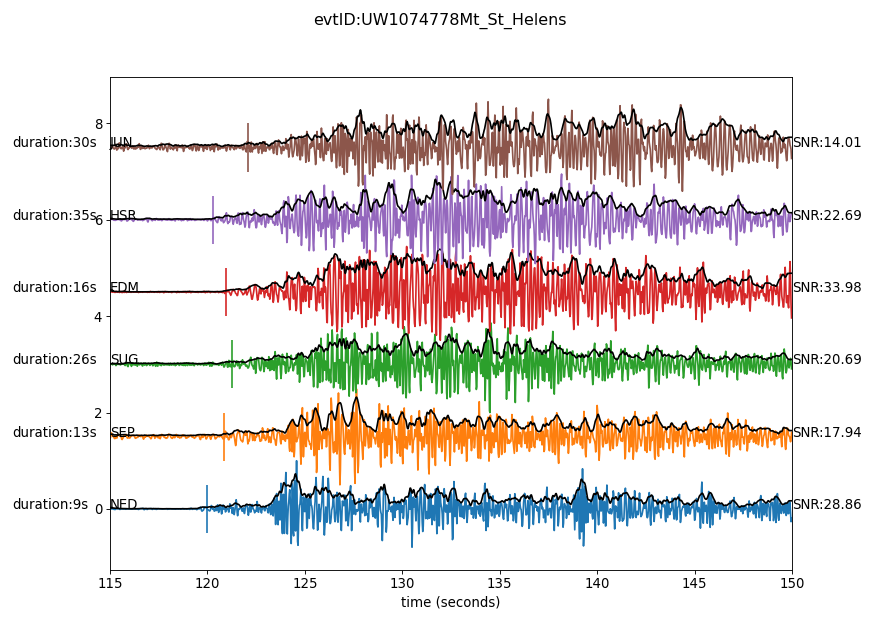 evtID:UW1074778Mt_St_Helens
8
duration:30s JUN SNR:14.01
duration:35s HSR SNR:22.69
6
duration:16s EDM SNR:33.98
4
duration:26s SUG SNR:20.69
2
duration:13s SEP SNR:17.94
duration:9s NED SNR:28.86
0
115 120 125 130 135 140 145 150
time (seconds)